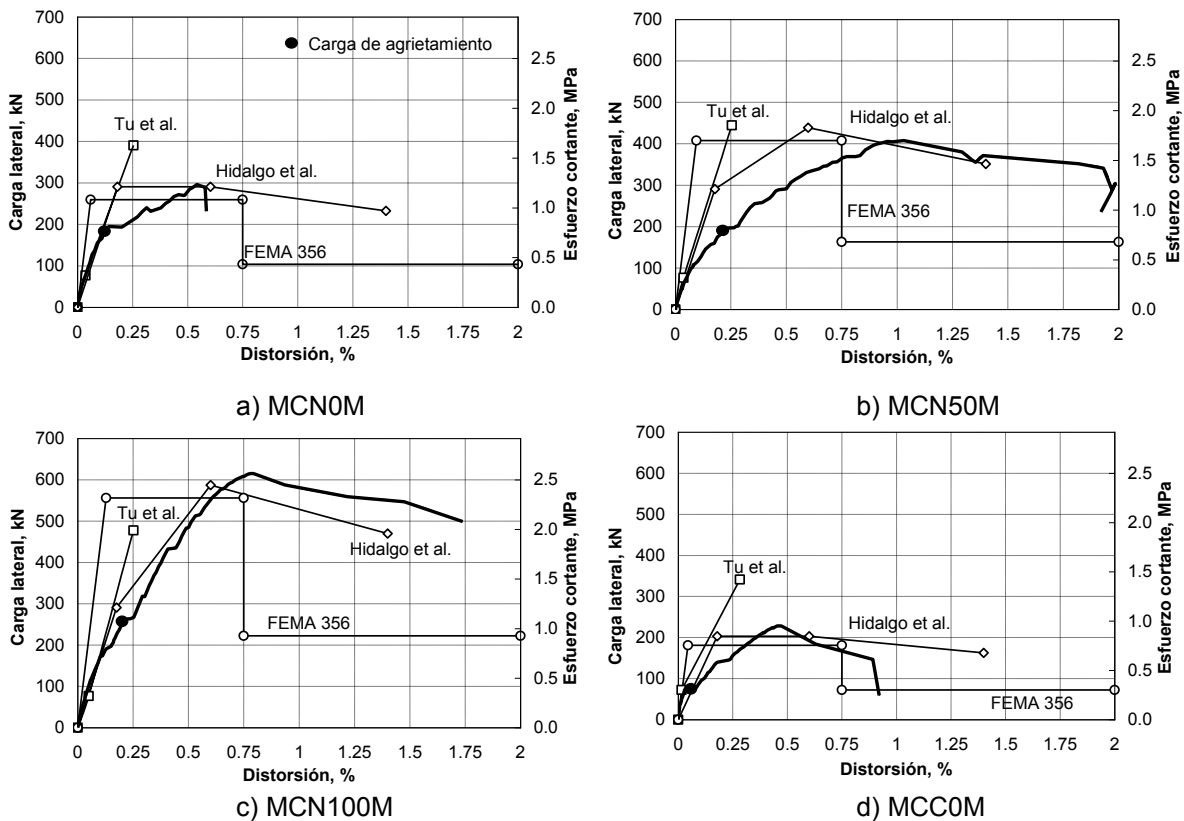 700
600
500
400
300
200
100
0
Carga lateral, kN
Carga de agrietamiento
Tu et al.
Hidalgo et al.
FEMA 356
2.5
2.0
1.5
1.0
0.5
0.0
Esfuerzo cortante, MPa
0 0.25 0.5 0.75 1 1.25 1.5 1.75 2
Distorsión, %
a) MCN0M
700
600
500
400
300
200
100
0
Carga lateral, kN
Tu et al.
Hidalgo et al.
FEMA 356
2.5
2.0
1.5
1.0
0.5
0.0
Esfuerzo cortante, MPa
0 0.25 0.5 0.75 1 1.25 1.5 1.75 2
Distorsión, %
b) MCN50M
700
600
500
400
300
200
100
0
Carga lateral, kN
Tu et al.
Hidalgo et al.
FEMA 356
2.5
2.0
1.5
1.0
0.5
0.0
Esfuerzo cortante, MPa
0 0.25 0.5 0.75 1 1.25 1.5 1.75 2
Distorsión, %
c) MCN100M
700
600
500
400
300
200
100
0
Carga lateral, kN
Tu et al.
Hidalgo et al.
FEMA 356
2.5
2.0
1.5
1.0
0.5
0.0
Esfuerzo cortante, MPa
0 0.25 0.5 0.75 1 1.25 1.5 1.75 2
Distorsión, %
d) MCC0M